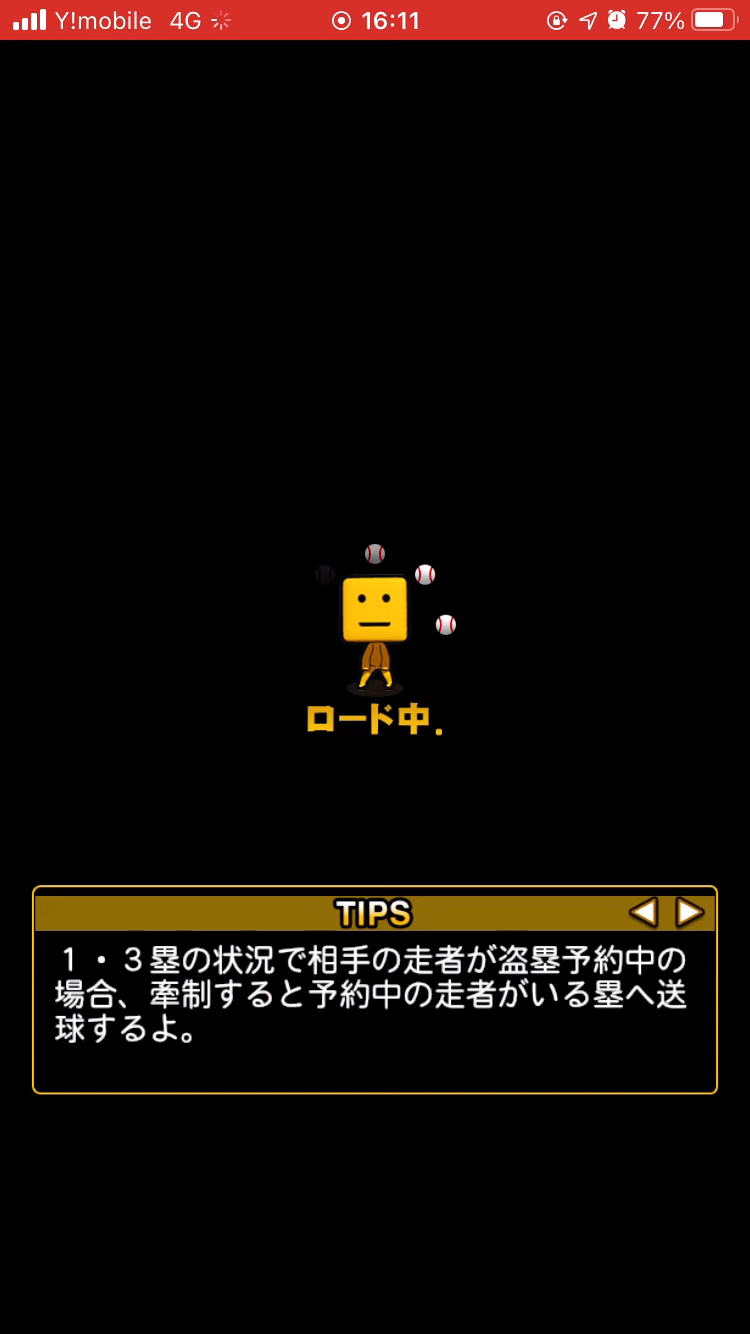 Y!mobile 4G 16:11 77%
ロード中.
TIPS
１・３塁の状況で相手の走者が盗塁予約中の
場合、牽制すると予約中の走者がいる塁へ送
球するよ。